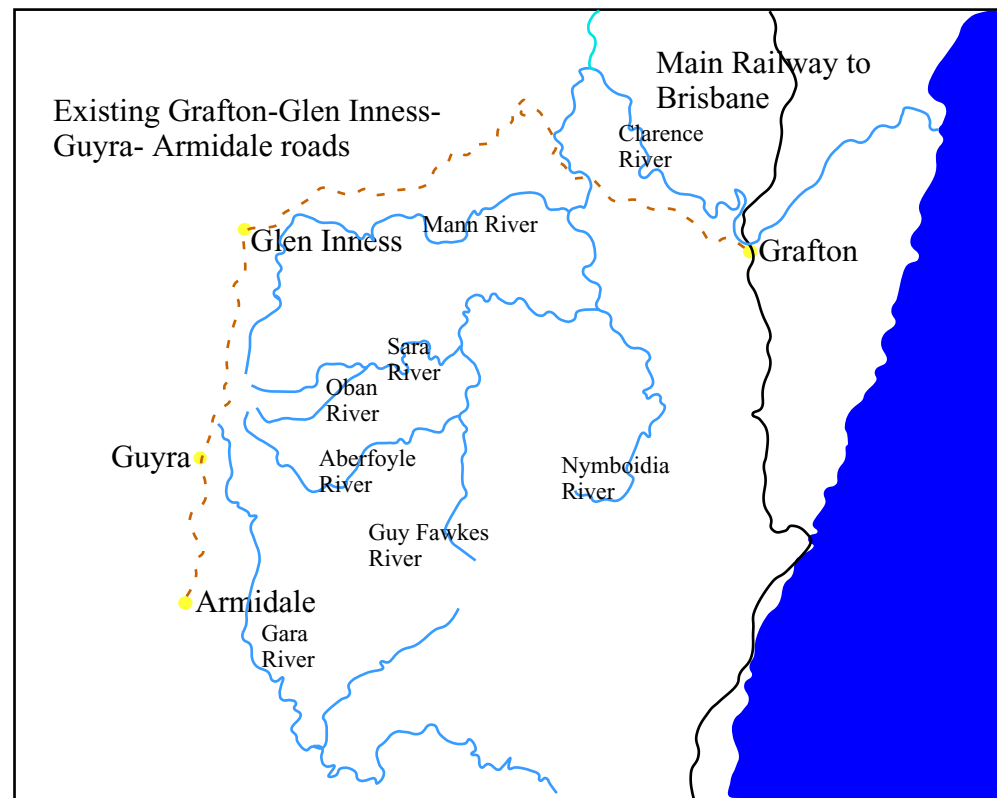 Main Railway to
Brisbane
Existing Grafton-Glen Inness-
Guyra- Armidale roads
Clarence
River
Mann River
Glen Inness
Grafton
Sara
River
Oban
River
Guyra
Aberfoyle
River
Nymboidia
River
Guy Fawkes
River
Armidale
Gara
River